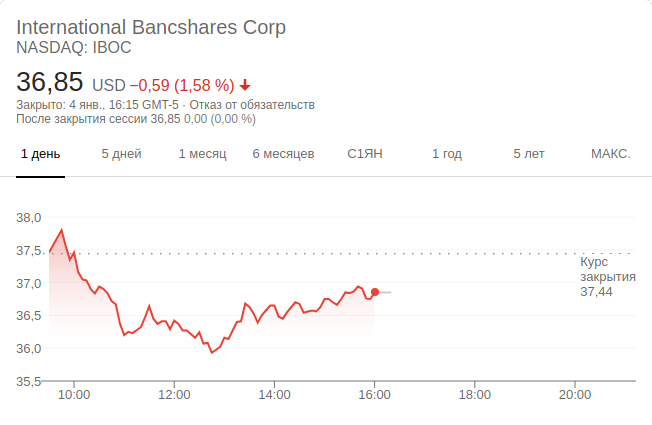 International Bancshares Corp
NASDAQ: IBOC
36,85 USD −0,59 (1,58 %)
Закрыто: 4 янв., 16:15 GMT-5 · Отказ от обязательств
После закрытия сессии 36,85 0,00 (0,00 %)
1 день 5 дней 1 месяц 6 месяцев С1ЯН 1 год 5 лет МАКС.
38,0
37,5
Курс
закрытия
37,44
37,0
36,5
36,0
35,5
10:00 12:00 14:00 16:00 18:00 20:00